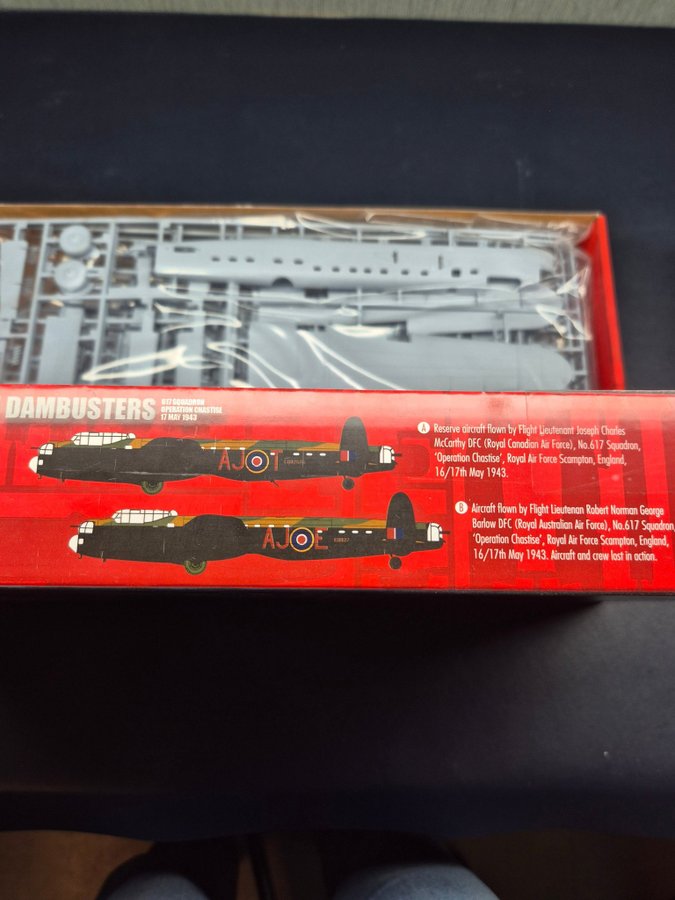 DAMBUSTERS
617 SQUADRON
OPERATION CHASTISE
17 MAY 1943
A Reserve aircraft flown by Flight Lieutenant Joseph Charles
McCarthy DFC (Royal Canadian Air Force), No.617 Squadron,
'Operation Chastise', Royal Air Force Scampton, England,
16/17th May 1943.
AJ T
B Aircraft flown by Flight Lieutenan Robert Norman George
Barlow DFC (Royal Australian Air Force), No.617 Squadron,
'Operation Chastise', Royal Air Force Scampton, England,
16/17th May 1943. Aircraft and crew lost in action.
AJ E